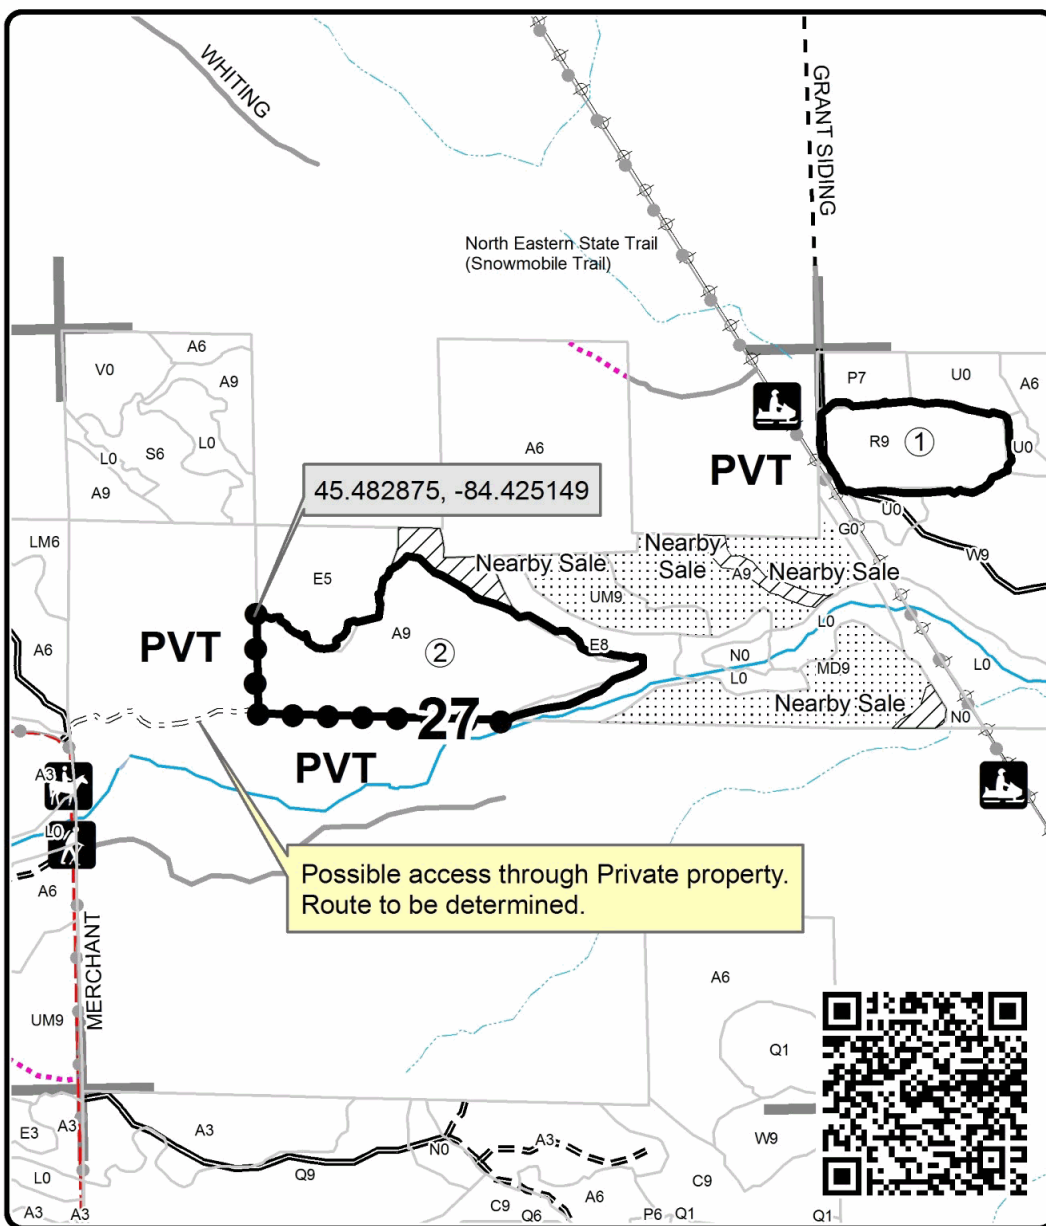 WHITING
GRANT SIDING
North Eastern State Trail
(Snowmobile Trail)
A6
V0
A9
P7
U0
A6
L0
S6
L0
A9
A6
R9
1
U0
PVT
45.482875, -84.425149
U0
G0
LM6
E5
Nearby Sale
Nearby
Sale
A9
Nearby Sale
W9
UM9
A6
PVT
A9
2
E8
L0
N0
L0
MD9
L0
Nearby Sale
N0
27
PVT
A3
L0
A6
Possible access through Private property.
Route to be determined.
MERCHANT
A6
UM9
Q1
E3
A3
A3
N0
A3
W9
L0
Q9
C9
A6
C9
A3
A3
Q6
P6
Q1
Q1